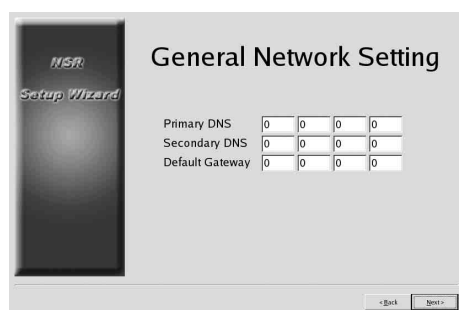 NSR
Setup Wizard
General Network Setting
Primary DNS 0 0 0 0
Secondary DNS 0 0 0 0
Default Gateway 0 0 0 0
<Back Next>